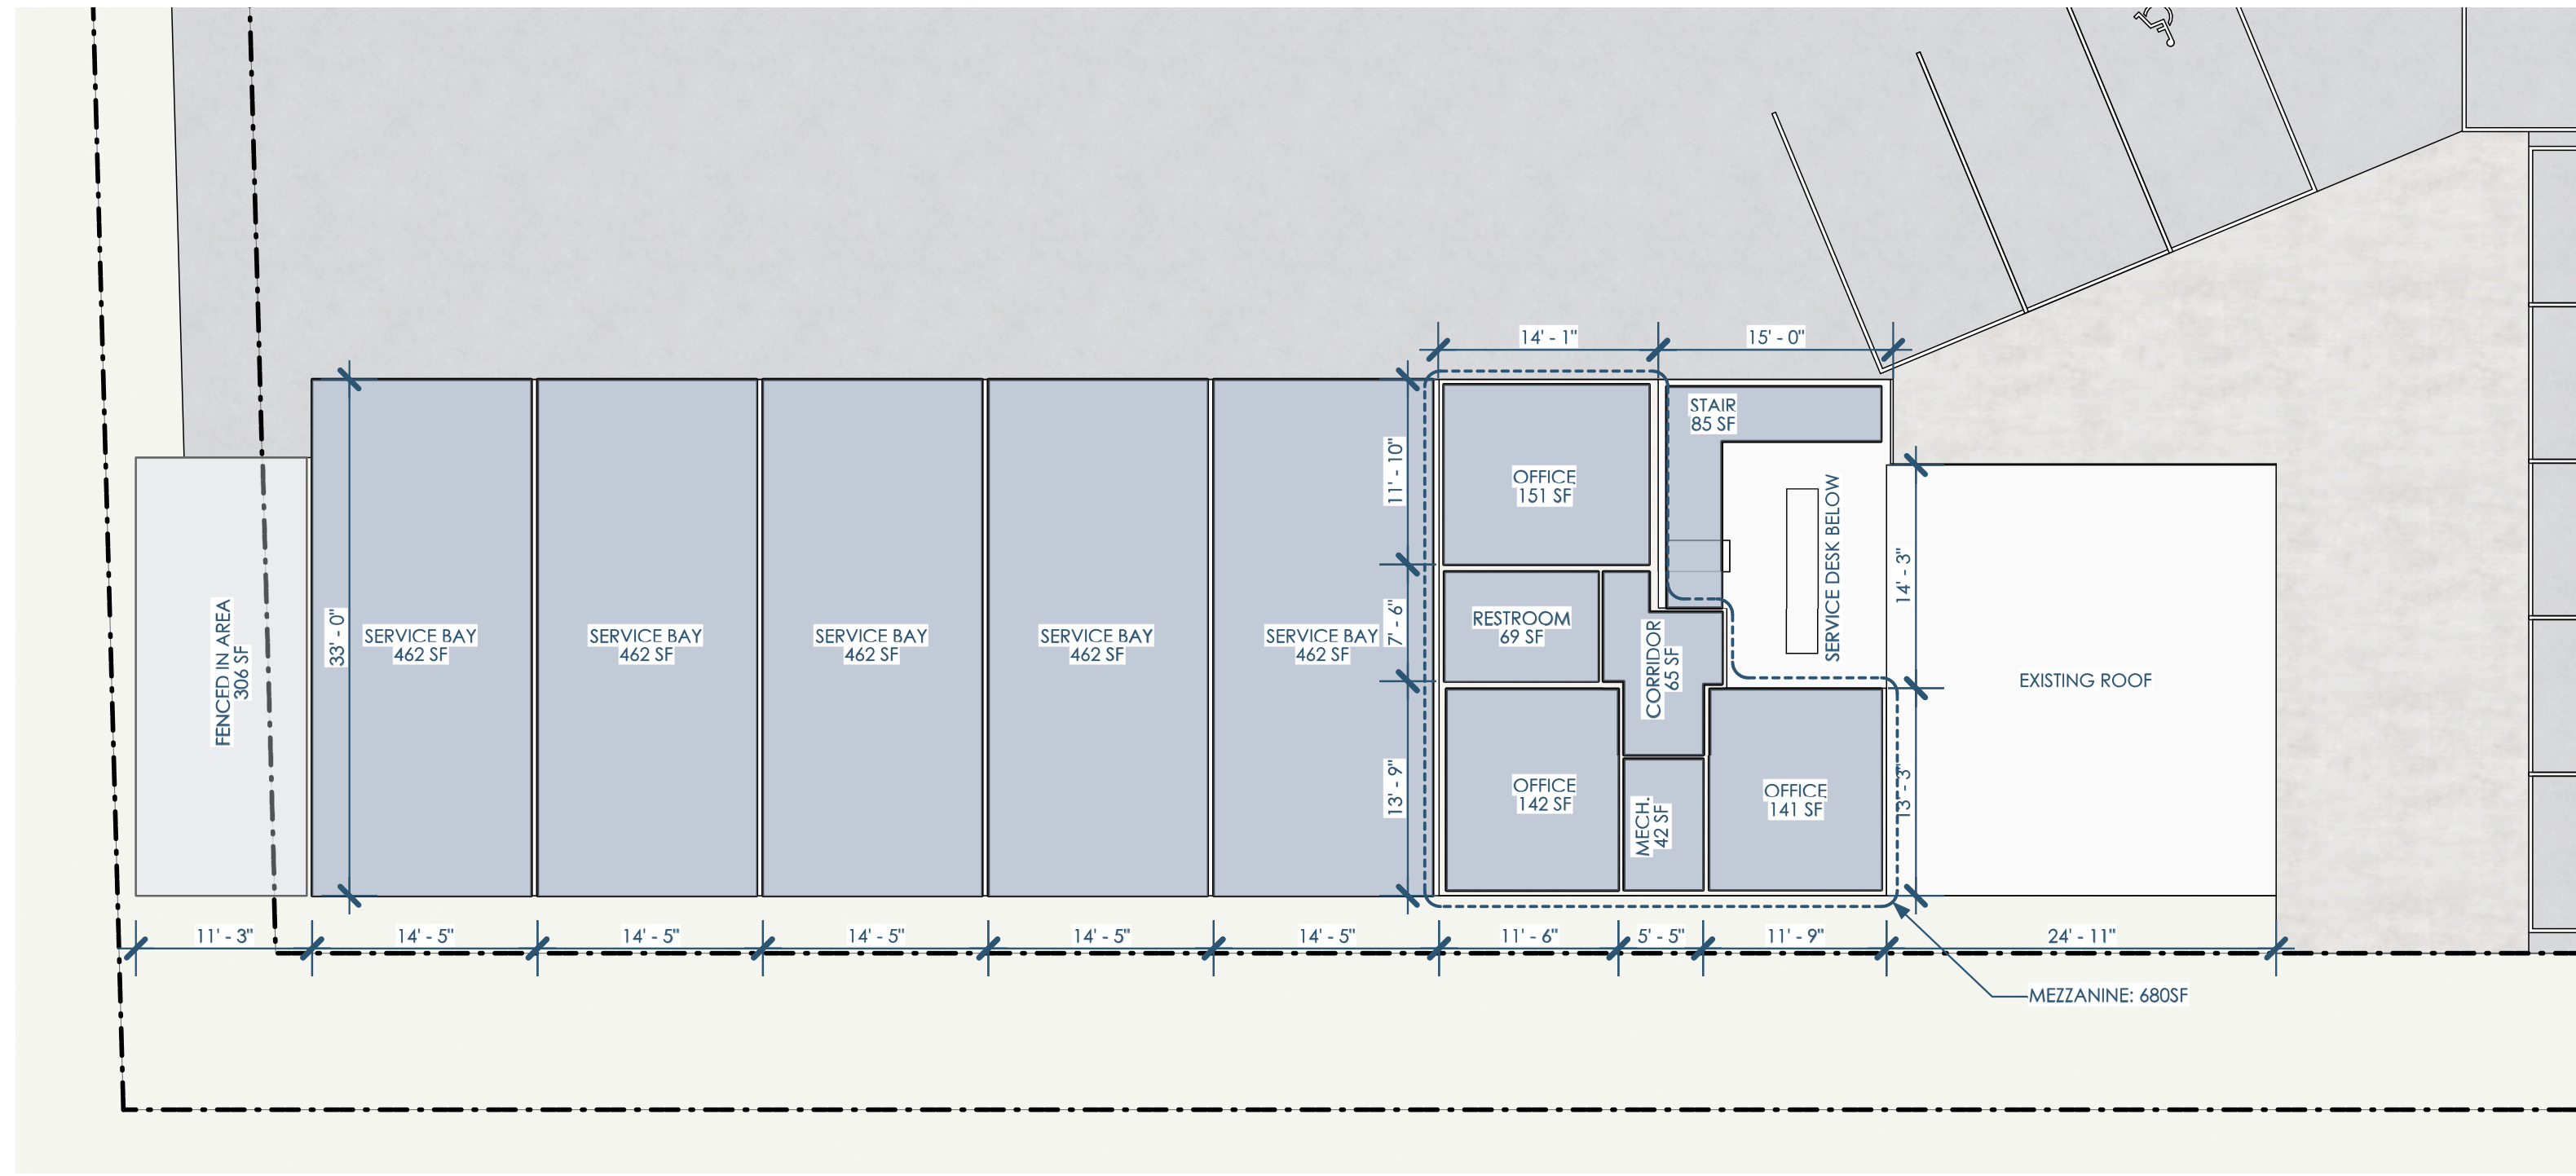 14' - 1"
15' - 0"
STAIR
85 SF
11' - 10"
OFFICE
151 SF
SERVICE DESK BELOW
14' - 3"
FENCED IN AREA
306 SF
33' - 0"
SERVICE BAY
462 SF
SERVICE BAY
462 SF
SERVICE BAY
462 SF
SERVICE BAY
462 SF
SERVICE BAY
462 SF
7' - 6"
RESTROOM
69 SF
CORRIDOR
65 SF
EXISTING ROOF
13' - 9"
OFFICE
142 SF
MECH.
42 SF
OFFICE
141 SF
13' - 3"
11' - 3"
14' - 5"
14' - 5"
14' - 5"
14' - 5"
14' - 5"
11' - 6"
5' - 5"
11' - 9"
24' - 11"
MEZZANINE: 680SF